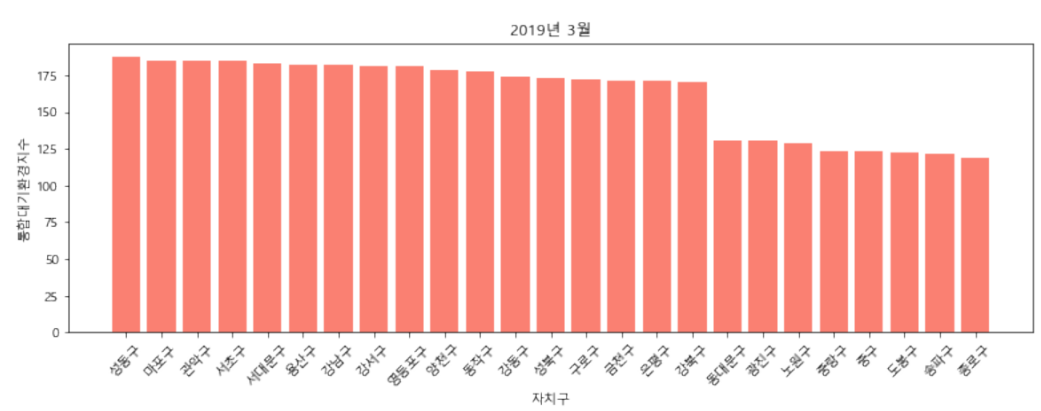 2019년 3월
통합대기환경지수
175
150
125
100
75
50
25
0
성동구
마포구
관악구
서초구
서대문구
용산구
강남구
강서구
영등포구
양천구
동작구
강동구
성북구
구로구
금천구
은평구
강북구
동대문구
광진구
노원구
중랑구
중구
도봉구
송파구
종로구
자치구